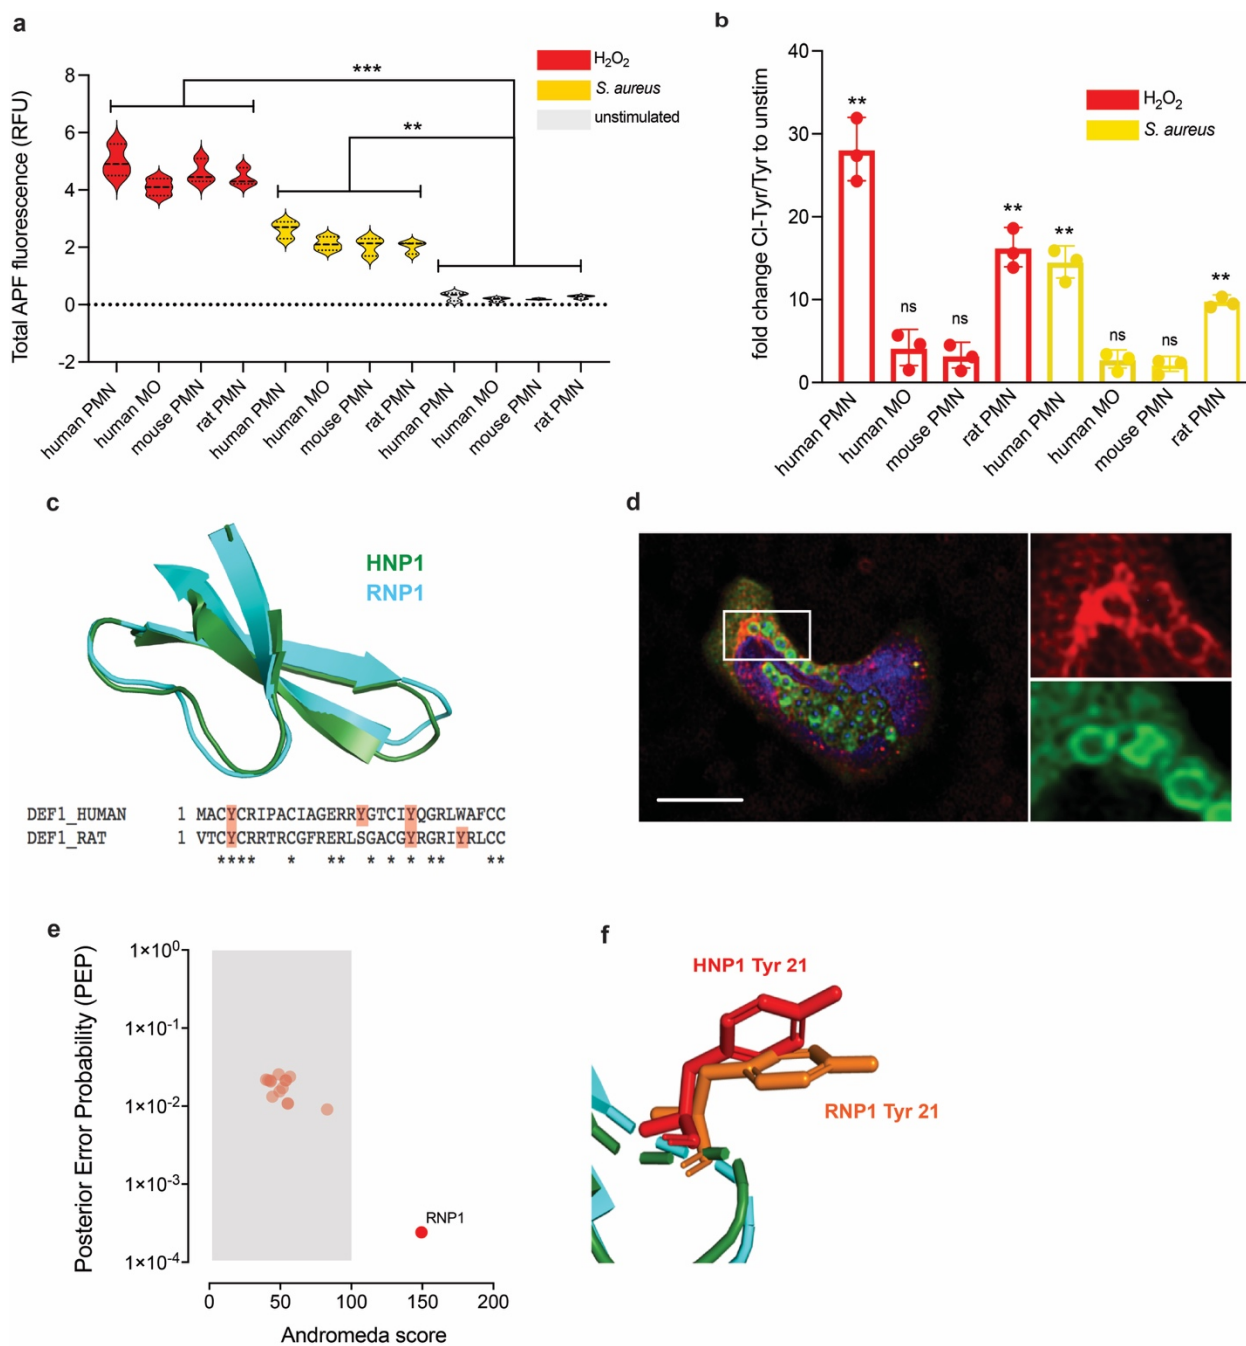 a
Total APF fluorescence (RFU)
8
6
4
2
0
-2
***
**
H₂O₂
S. aureus
unstimulated
human PMN
human MO
mouse PMN
rat PMN
human PMN
human MO
mouse PMN
rat PMN
human PMN
human MO
mouse PMN
rat PMN
b
fold change Cl-Tyr/Tyr to unstim
40
30
20
10
0
H₂O₂
S. aureus
**
ns
ns
**
**
ns
ns
**
human PMN
human MO
mouse PMN
rat PMN
human PMN
human MO
mouse PMN
rat PMN
c
HNP1
RNP1
DEF1_HUMAN 1 MACYCRIPACIAGERRYGTCIYQGRLWAFCC
DEF1_RAT 1 VTCYCRRTRCGFRERLSGACGYRGRIYRLCC
**** * ** * * * ** **
d
e
Posterior Error Probability (PEP)
1×10⁰
1×10⁻¹
1×10⁻²
1×10⁻³
1×10⁻⁴
RNP1
0 50 100 150 200
Andromeda score
f
HNP1 Tyr 21
RNP1 Tyr 21